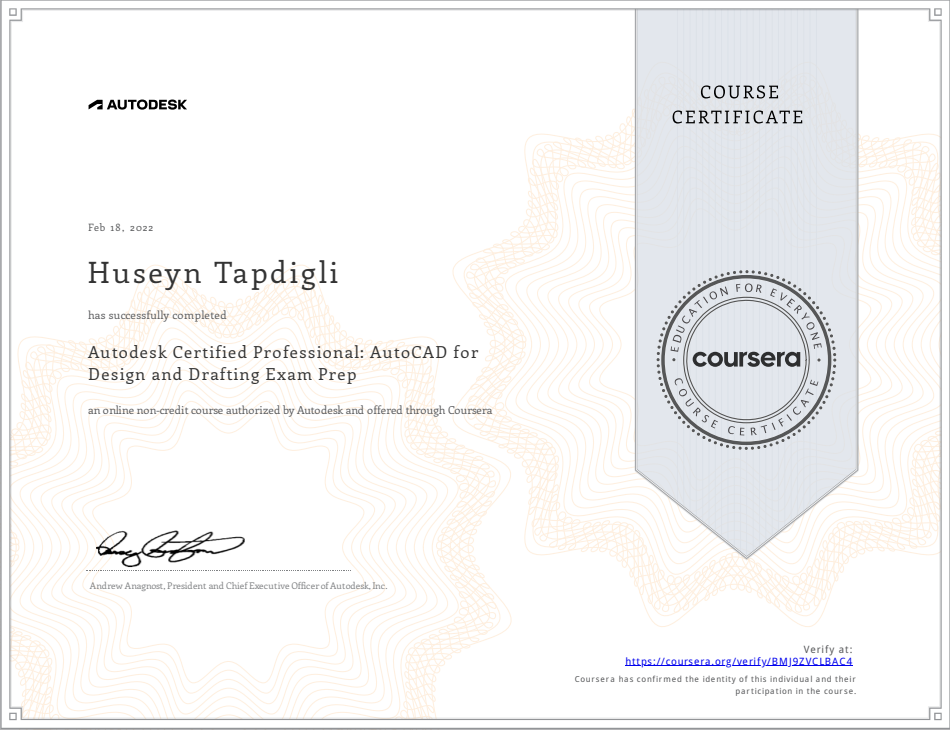 AUTODESK
COURSE
CERTIFICATE
Feb 18, 2022
Huseyn Tapdigli
has successfully completed
Autodesk Certified Professional: AutoCAD for
Design and Drafting Exam Prep
an online non-credit course authorized by Autodesk and offered through Coursera
EDUCATION FOR EVERYONE
coursera
COURSE CERTIFICATE
Andrew Anagnost, President and Chief Executive Officer of Autodesk, Inc.
Verify at:
https://coursera.org/verify/BMJ9ZVCLBAC4
Coursera has confirmed the identity of this individual and their
participation in the course.